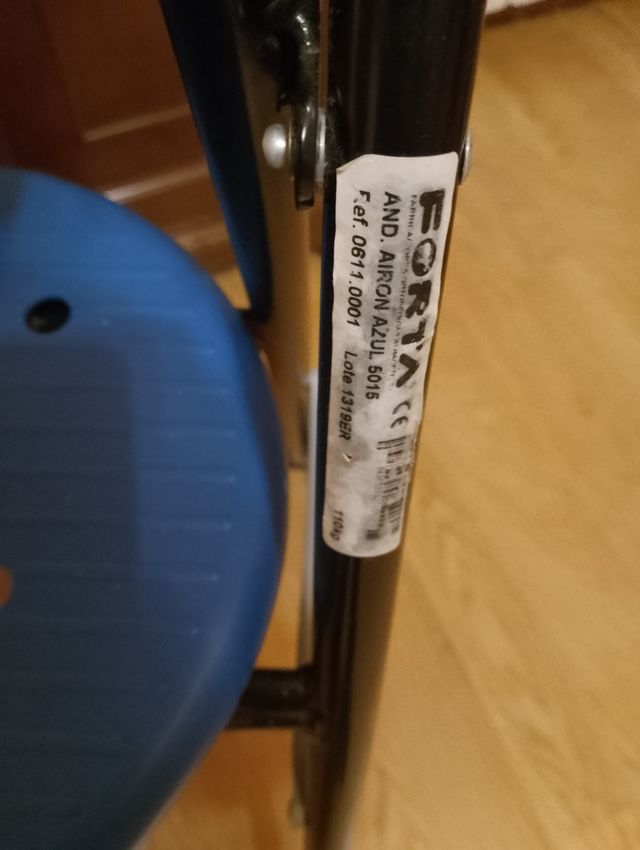 FORTA
CE
AND. AIRON AZUL 5015
Ref. 0611.0001 Lote 1319ER
110kg